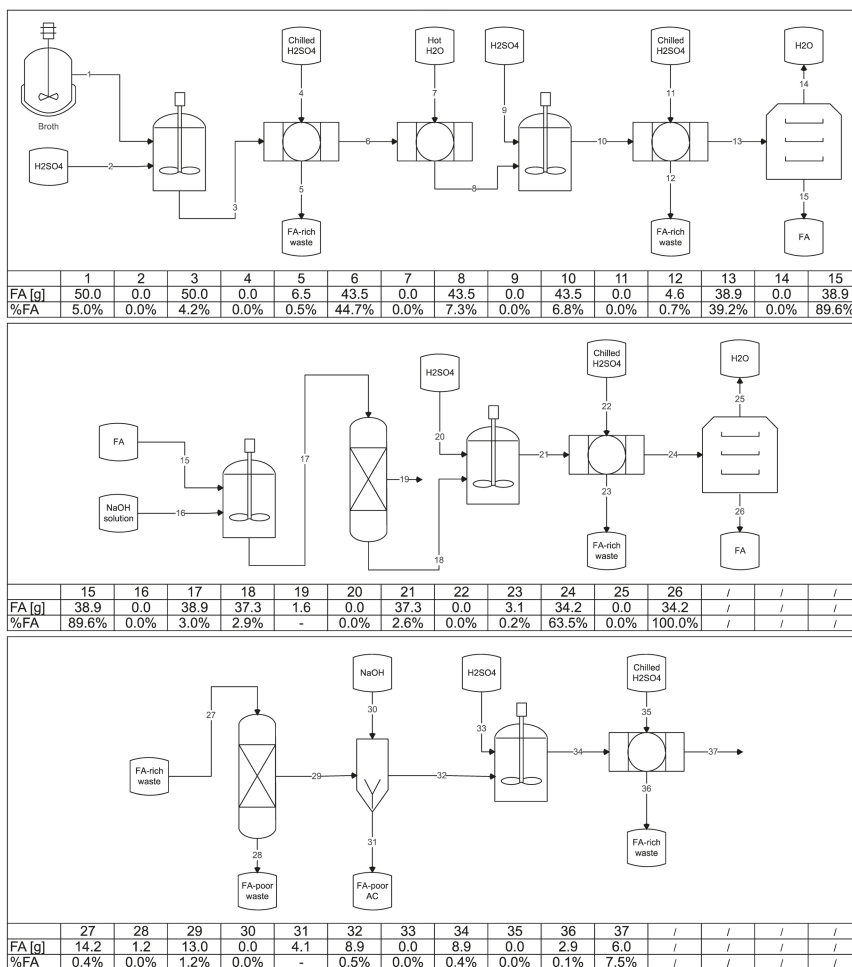 Chilled
H2SO4
Hot
H2O
H2SO4
Chilled
H2SO4
H2O
1
4
7
9
11
14
Broth
H2SO4
2
6
10
13
3
5
8
12
15
FA-rich
waste
FA-rich
waste
FA
1 2 3 4 5 6 7 8 9 10 11 12 13 14 15
FA [g] 50.0 0.0 50.0 0.0 6.5 43.5 0.0 43.5 0.0 43.5 0.0 4.6 38.9 0.0 38.9
%FA 5.0% 0.0% 4.2% 0.0% 0.5% 44.7% 0.0% 7.3% 0.0% 6.8% 0.0% 0.7% 39.2% 0.0% 89.6%
Chilled
H2SO4
H2SO4
H2O
17
20
22
25
FA
15
19
21
24
NaOH
solution
16
18
23
26
FA-rich
waste
FA
15 16 17 18 19 20 21 22 23 24 25 26 / / /
FA [g] 38.9 0.0 38.9 37.3 1.6 0.0 37.3 0.0 3.1 34.2 0.0 34.2 / / /
%FA 89.6% 0.0% 3.0% 2.9% - 0.0% 2.6% 0.0% 0.2% 63.5% 0.0% 100.0% / / /
NaOH
H2SO4
Chilled
H2SO4
27
30
33
35
FA-rich
waste
29
32
34
37
28
31
36
FA-poor
waste
FA-poor
AC
FA-rich
waste
27 28 29 30 31 32 33 34 35 36 37 / / / /
FA [g] 14.2 1.2 13.0 0.0 4.1 8.9 0.0 8.9 0.0 2.9 6.0 / / / /
%FA 0.4% 0.0% 1.2% 0.0% - 0.5% 0.0% 0.4% 0.0% 0.1% 7.5% / / / /